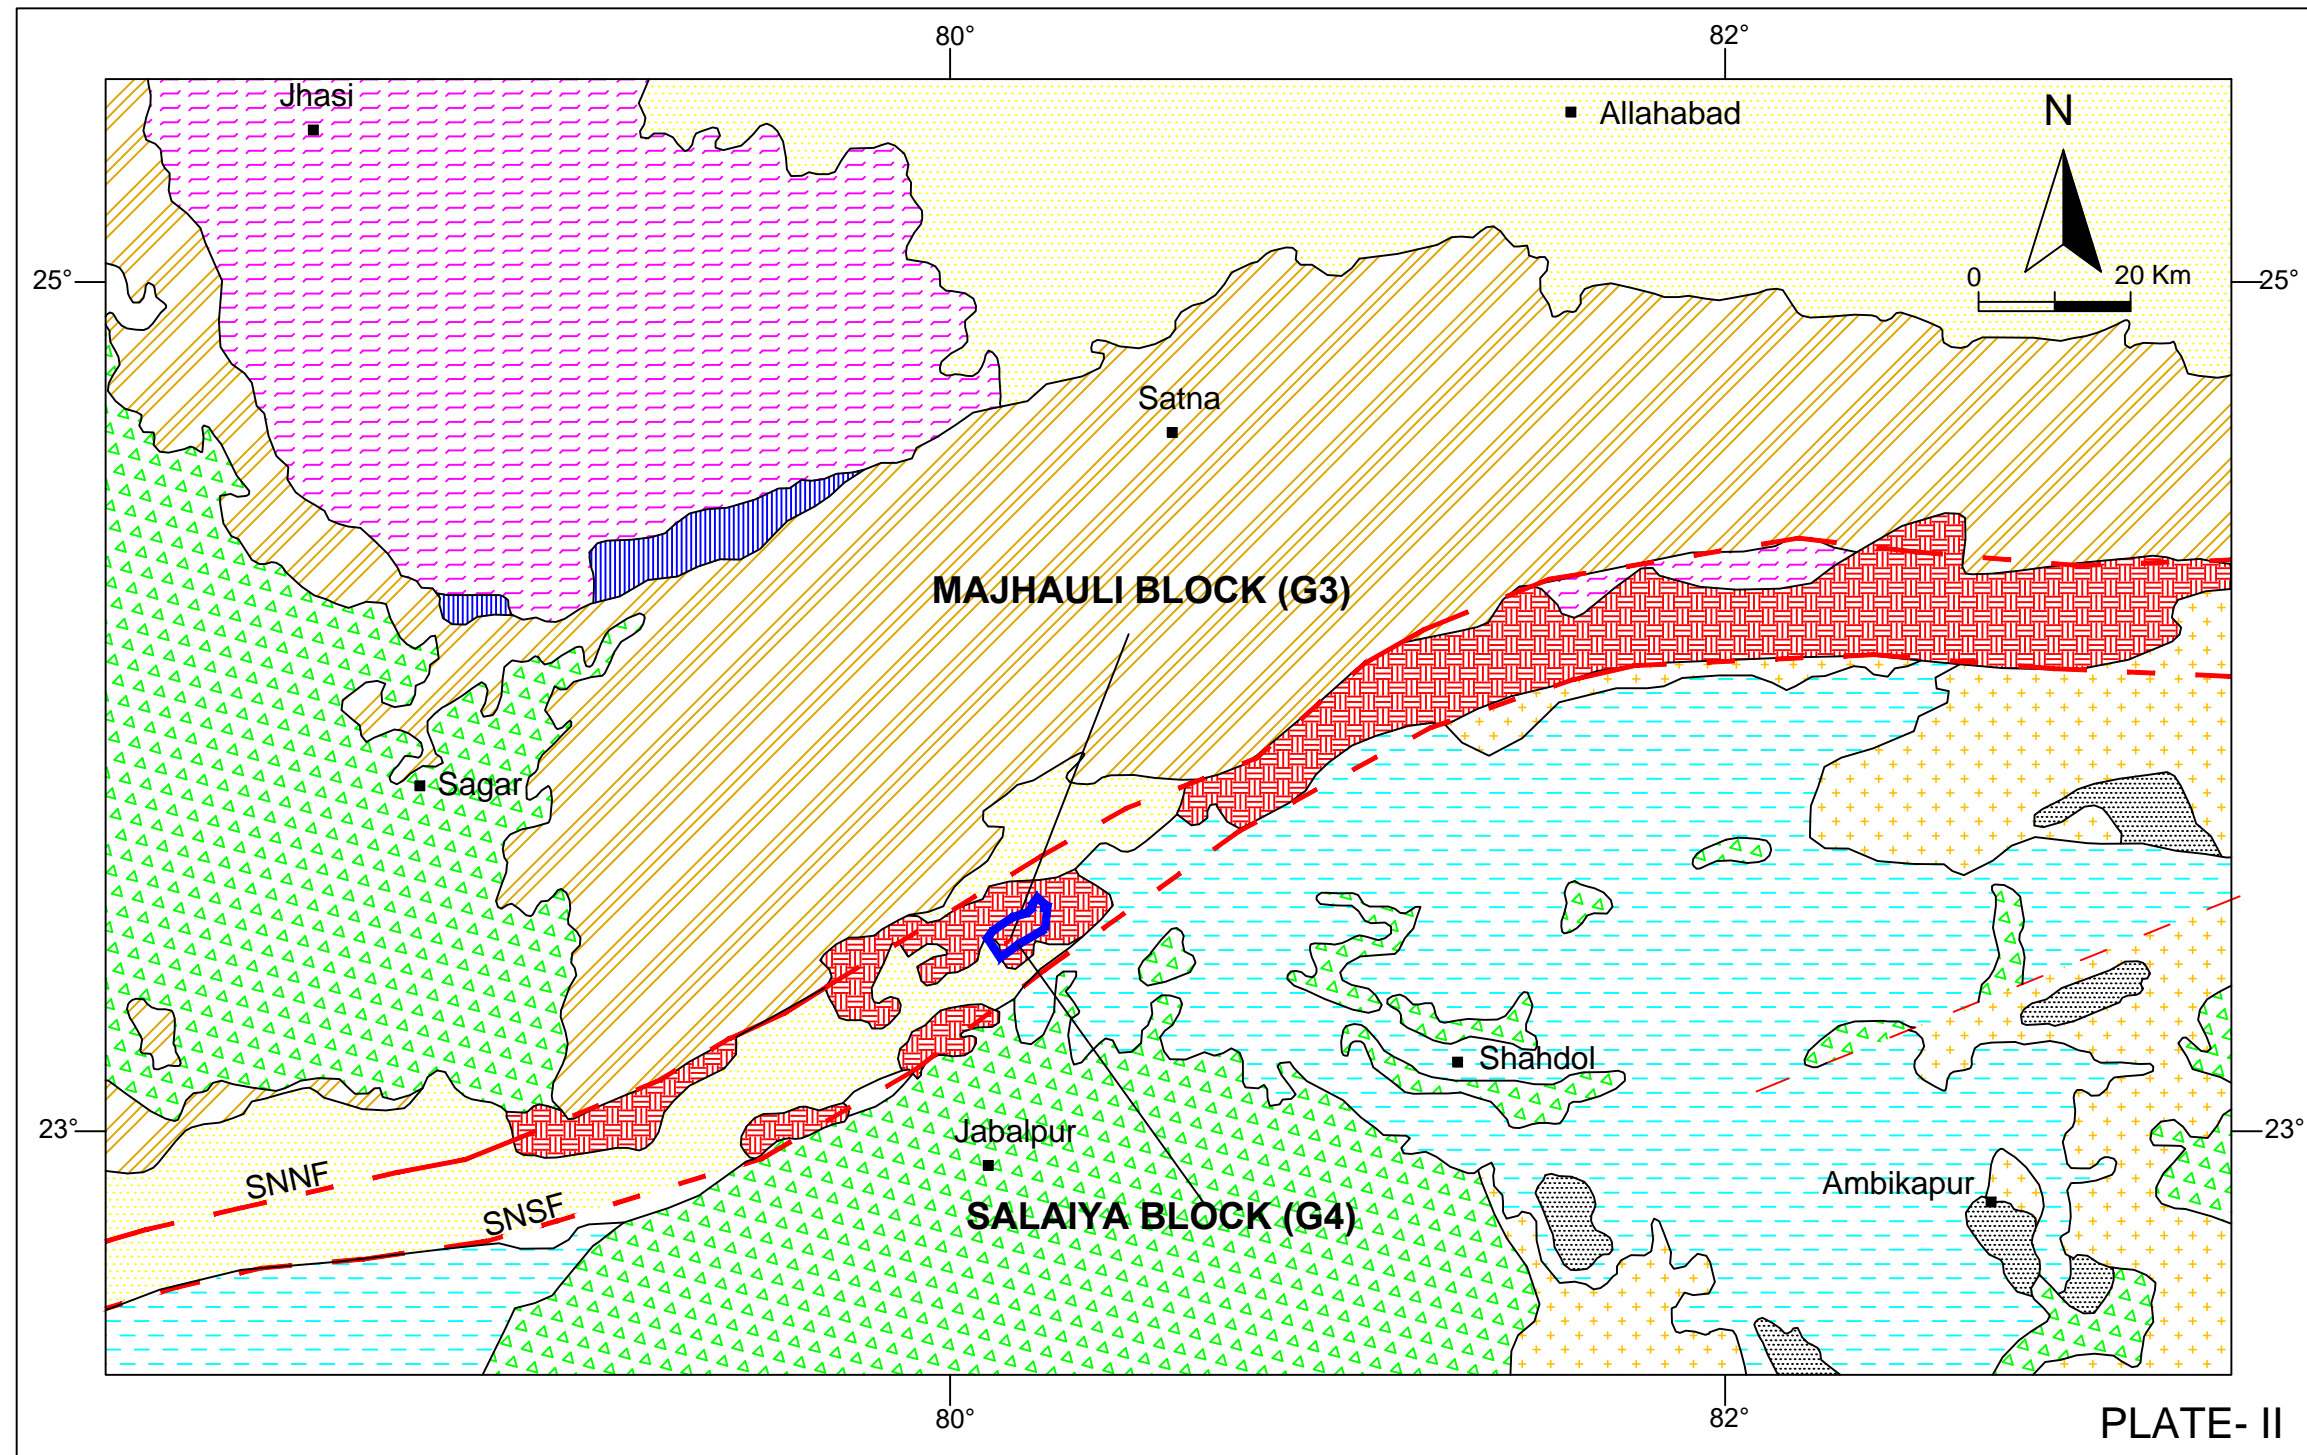 80°
82°
Jhasi
Allahabad
N
25°
0
20 Km
25°
Satna
MAJHAULI BLOCK (G3)
Sagar
Shahdol
23°
Jabalpur
23°
SNNF
Ambikapur
SNSF
SALAIYA BLOCK (G4)
80°
82°
PLATE- II